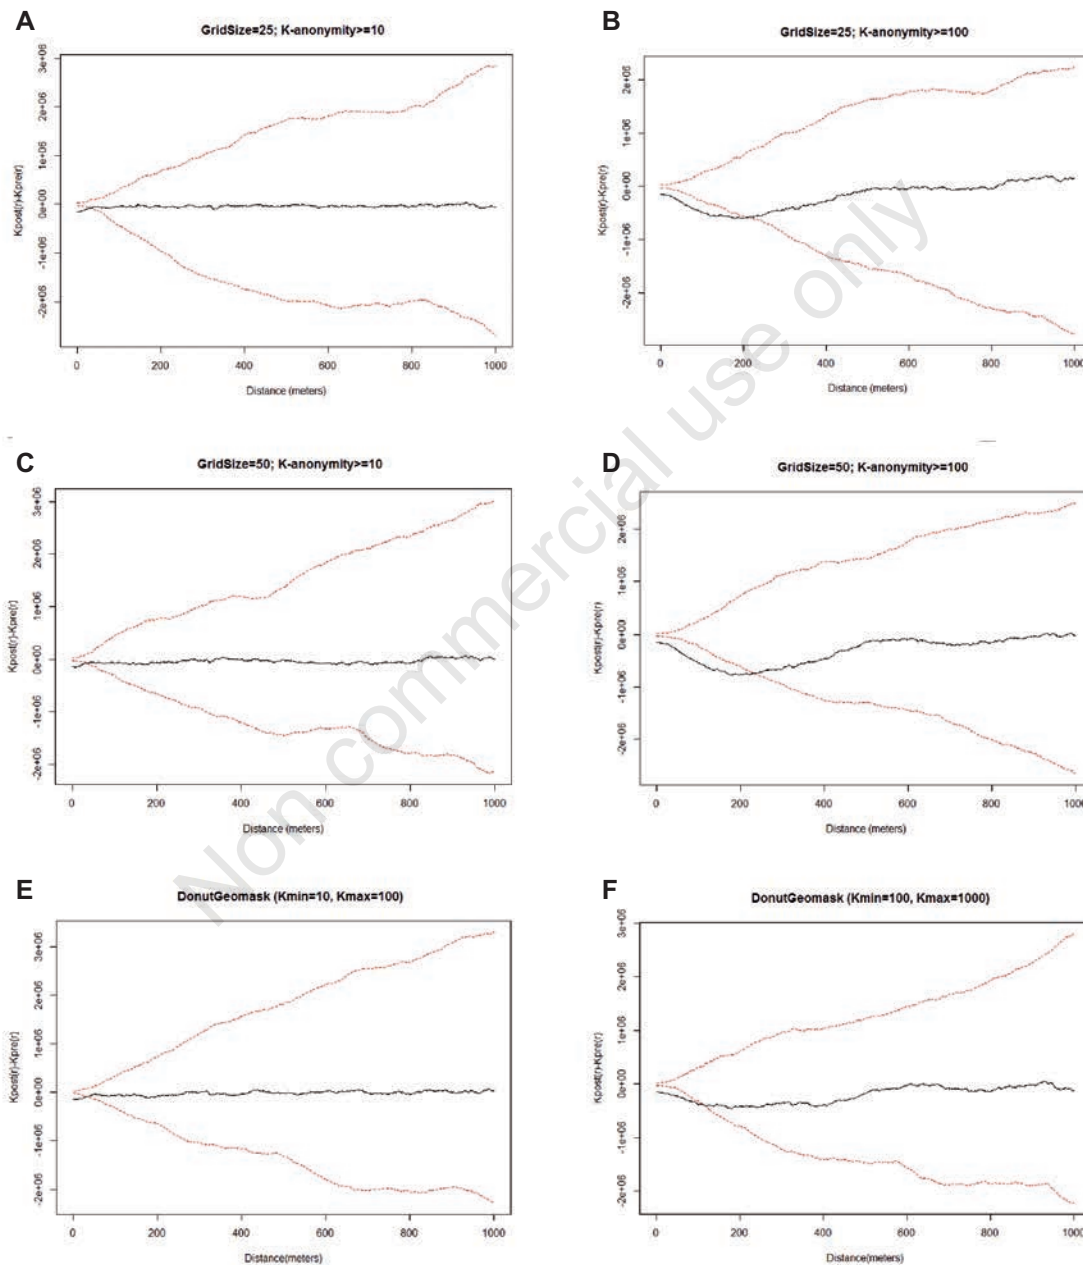 A
GridSize=25; K-anonymity>=10
Kpost(r)-Kpre(r)
3e+06
2e+06
1e+06
0e+00
-1e+06
-2e+06
0 200 400 600 800 1000
Distance (meters)
B
GridSize=25; K-anonymity>=100
Kpost(r)-Kpre(r)
2e+06
1e+06
0e+00
-1e+06
-2e+06
0 200 400 600 800 1000
Distance (meters)
C
GridSize=50; K-anonymity>=10
Kpost(r)-Kpre(r)
3e+06
2e+06
1e+06
0e+00
-1e+06
-2e+06
0 200 400 600 800 1000
Distance (meters)
D
GridSize=50; K-anonymity>=100
Kpost(r)-Kpre(r)
2e+06
1e+06
0e+00
-1e+06
-2e+06
0 200 400 600 800 1000
Distance (meters)
E
DonutGeomask (Kmin=10, Kmax=100)
Kpost(r)-Kpre(r)
3e+06
2e+06
1e+06
0e+00
-1e+06
-2e+06
0 200 400 600 800 1000
Distance(meters)
F
DonutGeomask (Kmin=100, Kmax=1000)
Kpost(r)-Kpre(r)
3e+06
2e+06
1e+06
0e+00
-1e+06
-2e+06
0 200 400 600 800 1000
Distance(meters)
Non commercial use only